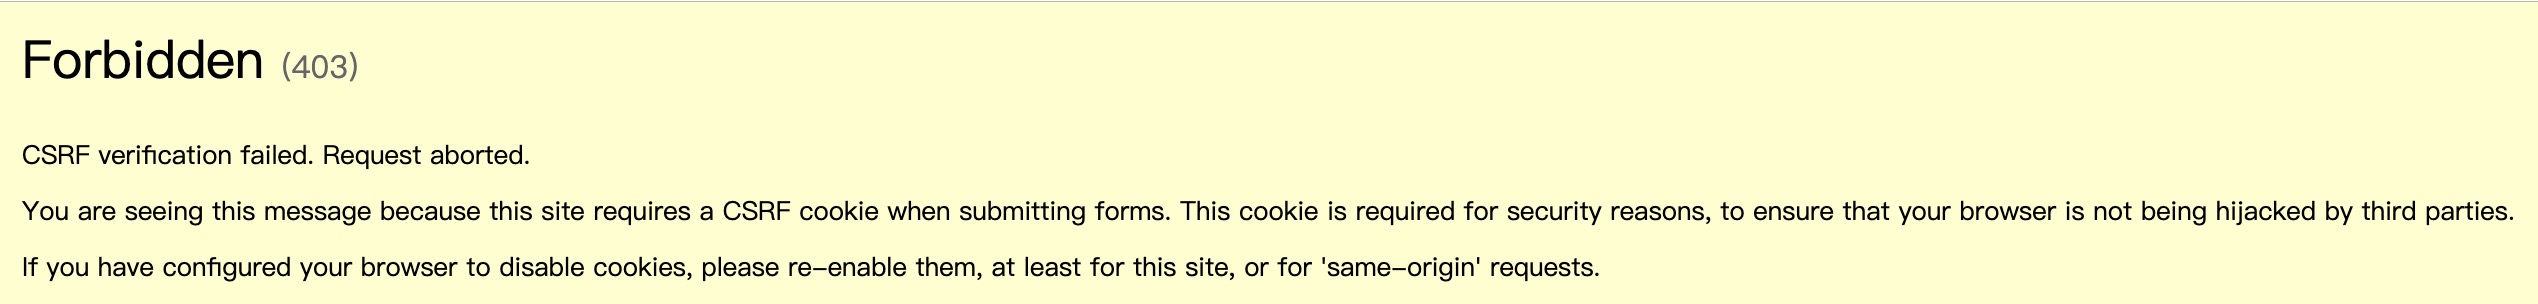 Forbidden (403)
CSRF verification failed. Request aborted.
You are seeing this message because this site requires a CSRF cookie when submitting forms. This cookie is required for security reasons, to ensure that your browser is not being hijacked by third parties.
If you have configured your browser to disable cookies, please re-enable them, at least for this site, or for 'same-origin' requests.